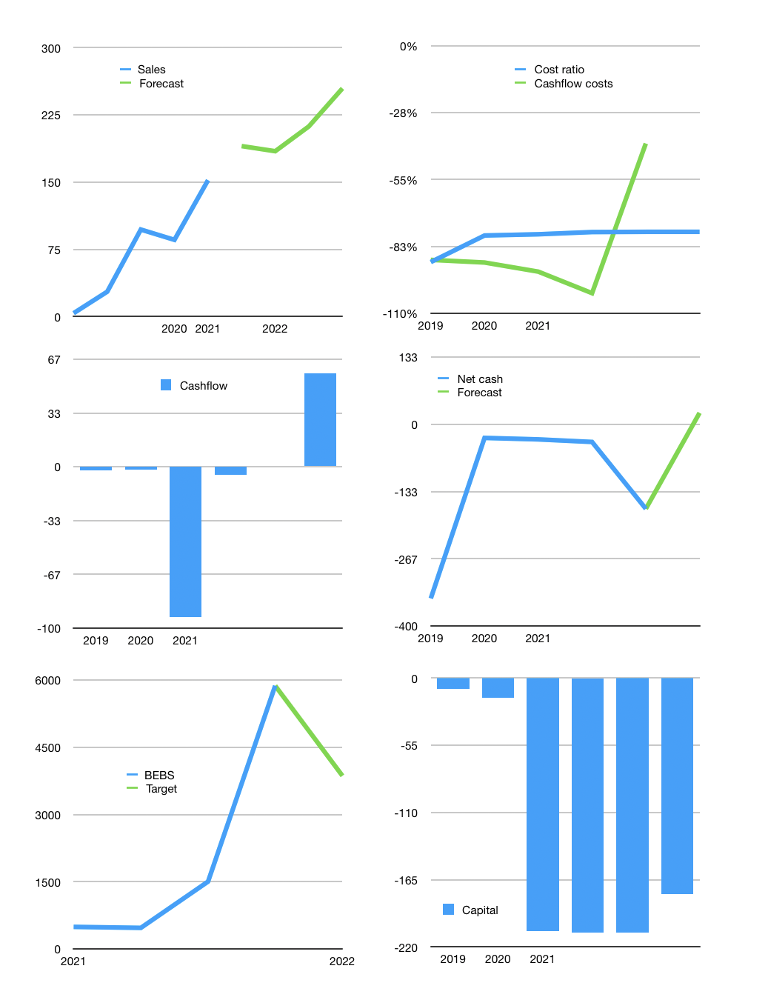 300
Sales
Forecast
225
150
75
0
2020 2021 2022
0%
Cost ratio
Cashflow costs
-28%
-55%
-83%
-110%
2019 2020 2021
67
Cashflow
33
0
-33
-67
-100
2019 2020 2021
133
Net cash
Forecast
0
-133
-267
-400
2019 2020 2021
6000
4500
BEBS
Target
3000
1500
0
2021 2022
0
-55
-110
-165
Capital
-220
2019 2020 2021